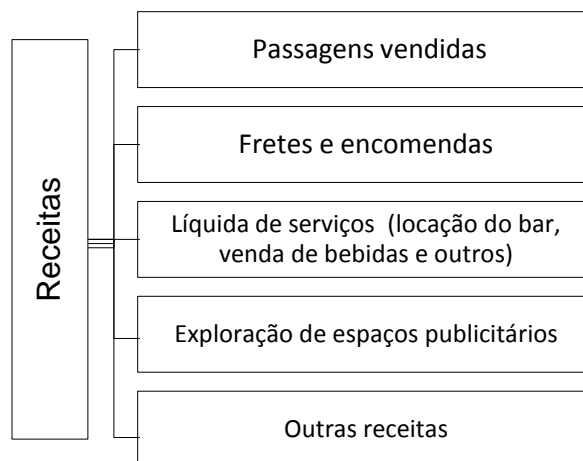 Receitas
Passagens vendidas
Fretes e encomendas
Líquida de serviços  (locação do bar,
venda de bebidas e outros)
Exploração de espaços publicitários
Outras receitas